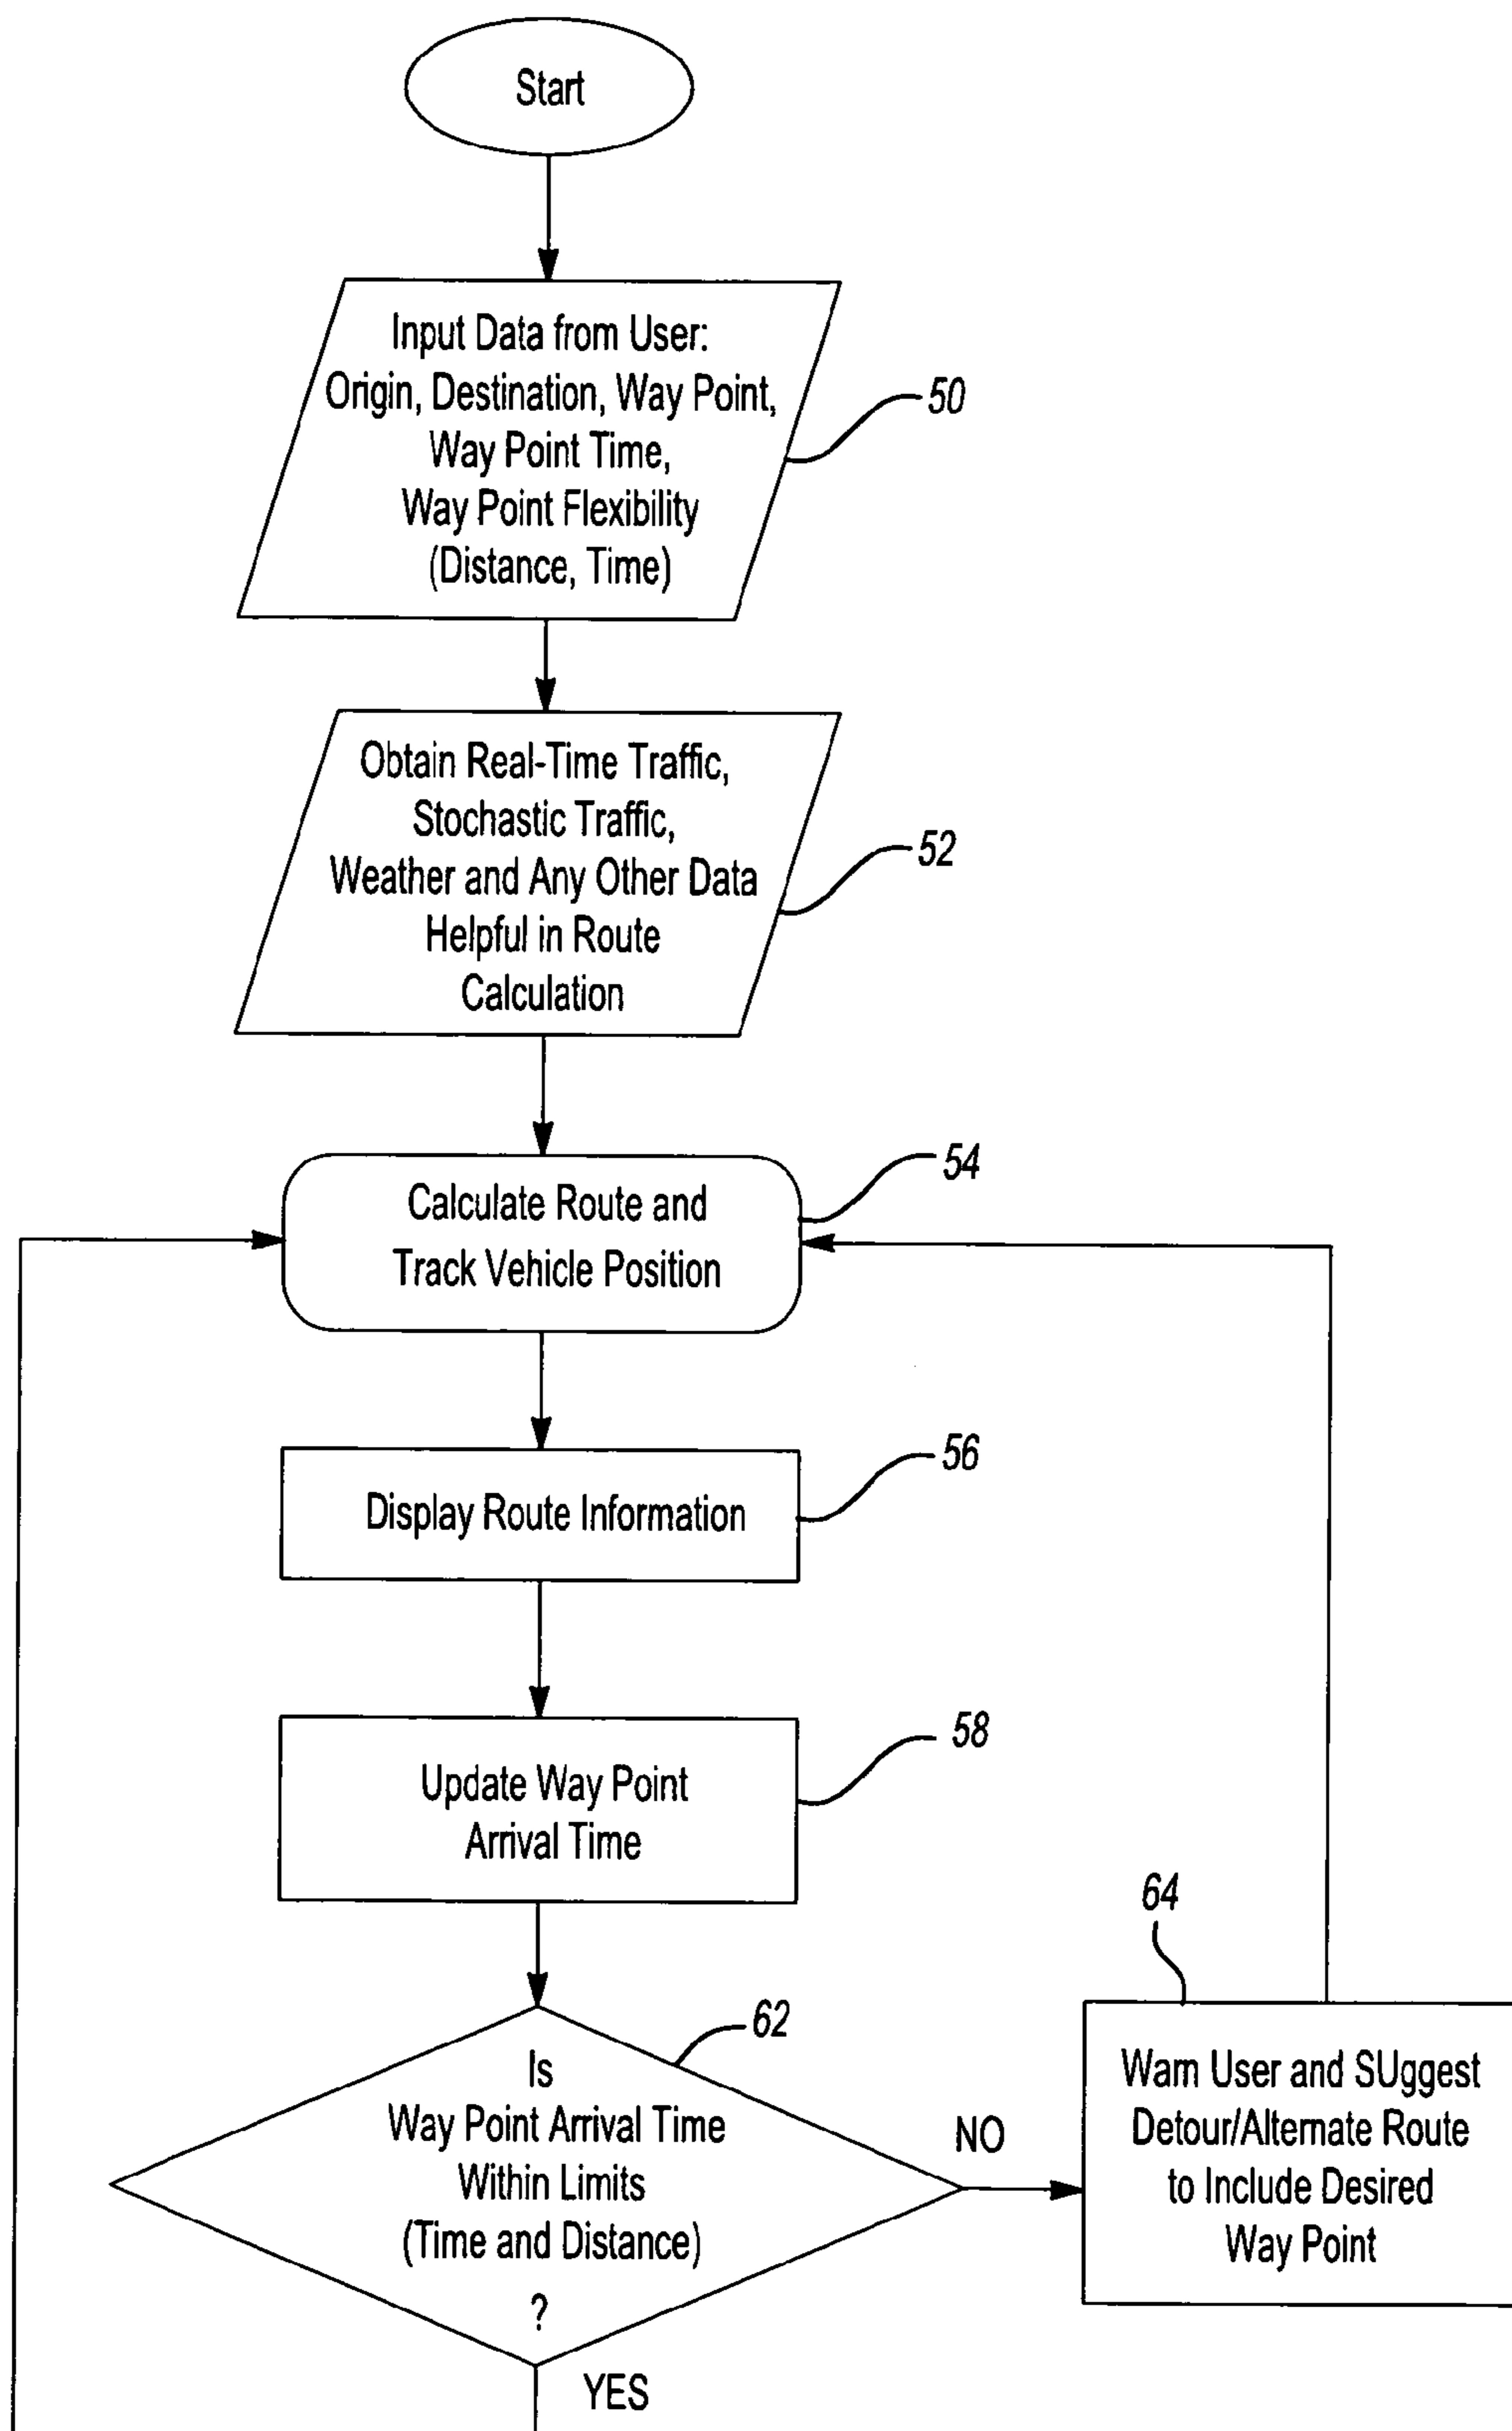 Start
Input Data from User:
Origin, Destination, Way Point,
Way Point Time,
Way Point Flexibility
(Distance, Time)
50
Obtain Real-Time Traffic,
Stochastic Traffic,
Weather and Any Other Data
Helpful in Route
Calculation
52
Calculate Route and
Track Vehicle Position
54
Display Route Information
56
Update Way Point
Arrival Time
58
Is
Way Point Arrival Time
Within Limits
(Time and Distance)
?
62
NO
YES
64
Warn User and SUggest
Detour/Alternate Route
to Include Desired
Way Point